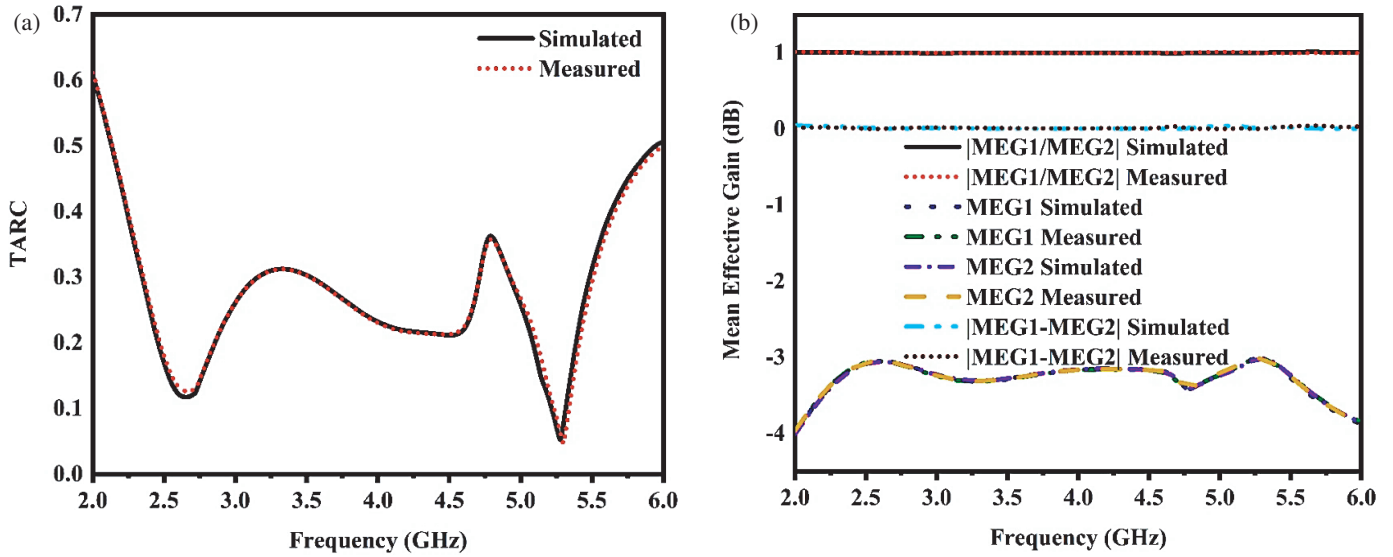 (a)
0.7
0.6
0.5
0.4
0.3
0.2
0.1
0.0
TARC
Simulated
Measured
2.0 2.5 3.0 3.5 4.0 4.5 5.0 5.5 6.0
Frequency (GHz)
(b)
1
0
-1
-2
-3
-4
Mean Effective Gain (dB)
|MEG1/MEG2| Simulated
|MEG1/MEG2| Measured
MEG1 Simulated
MEG1 Measured
MEG2 Simulated
MEG2 Measured
|MEG1-MEG2| Simulated
|MEG1-MEG2| Measured
2.0 2.5 3.0 3.5 4.0 4.5 5.0 5.5 6.0
Frequency (GHz)